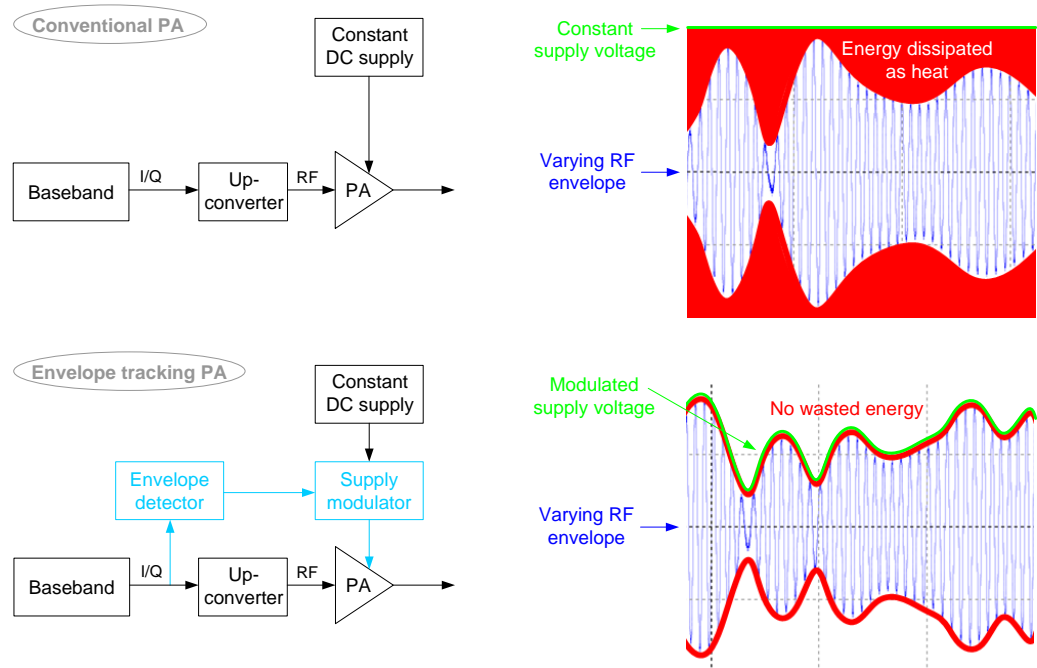 Conventional PA
Constant
DC supply
Baseband
I/Q
Up-
converter
RF
PA
Constant
supply voltage
Energy dissipated
as heat
Varying RF
envelope
Envelope tracking PA
Constant
DC supply
Envelope
detector
Supply
modulator
Baseband
I/Q
Up-
converter
RF
PA
Modulated
supply voltage
No wasted energy
Varying RF
envelope